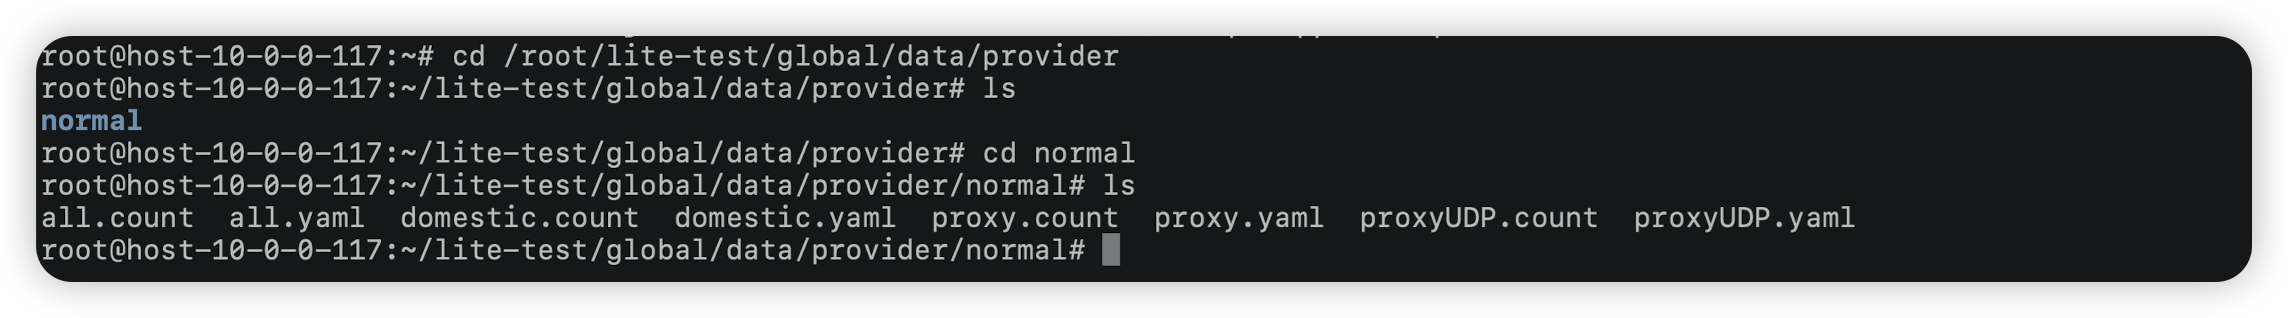 root@host-10-0-0-117:~# cd /root/lite-test/global/data/provider
root@host-10-0-0-117:~/lite-test/global/data/provider# ls
normal
root@host-10-0-0-117:~/lite-test/global/data/provider# cd normal
root@host-10-0-0-117:~/lite-test/global/data/provider/normal# ls
all.count  all.yaml  domestic.count  domestic.yaml  proxy.count  proxy.yaml  proxyUDP.count  proxyUDP.yaml
root@host-10-0-0-117:~/lite-test/global/data/provider/normal#